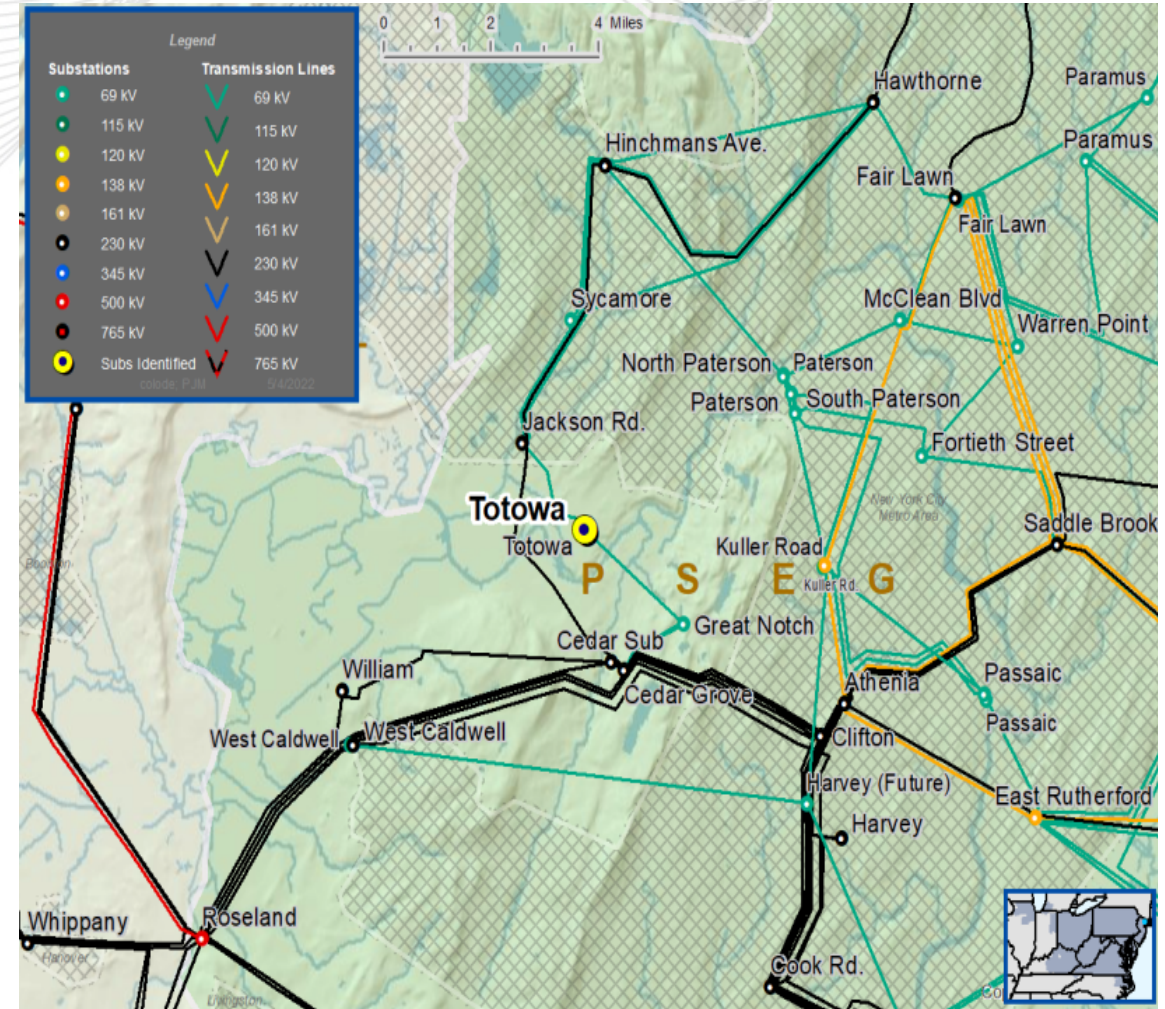 Legend
Substations
Transmission Lines
69 kV
69 kV
115 kV
115 kV
120 kV
120 kV
138 kV
138 kV
161 kV
161 kV
230 kV
230 kV
345 kV
345 kV
500 kV
500 kV
765 kV
Subs Identified
765 kV
5/4/2022
0 1 2 4 Miles
Hawthorne
Paramus
Hinchmans Ave.
Paramus
Fair Lawn
Fair Lawn
Sycamore
McClean Blvd
Warren Point
North Paterson
Paterson
Paterson
South Paterson
Jackson Rd.
Fortieth Street
New York City
Metro Area
Totowa
Totowa
Saddle Brook
Kuller Road
P S E G
Kuller Rd.
Great Notch
Cedar Sub
William
Cedar Grove
Athenia
Passaic
Passaic
West Caldwell
West Caldwell
Clifton
Harvey (Future)
East Rutherford
Harvey
Whippany
Roseland
Hanover
Cook Rd.
Livingston